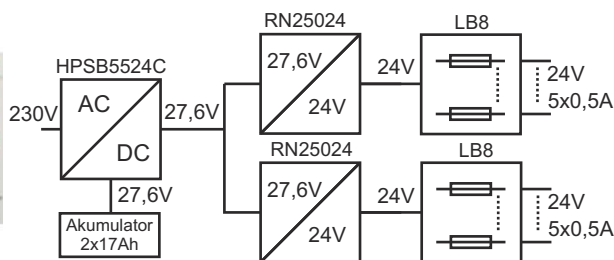 RN25024
LB8
HPSB5524C
27,6V
24V
24V
24V
5x0,5A
230V
AC
DC
27,6V
RN25024
LB8
27,6V
Akumulator
2x17Ah
27,6V
24V
24V
24V
5x0,5A